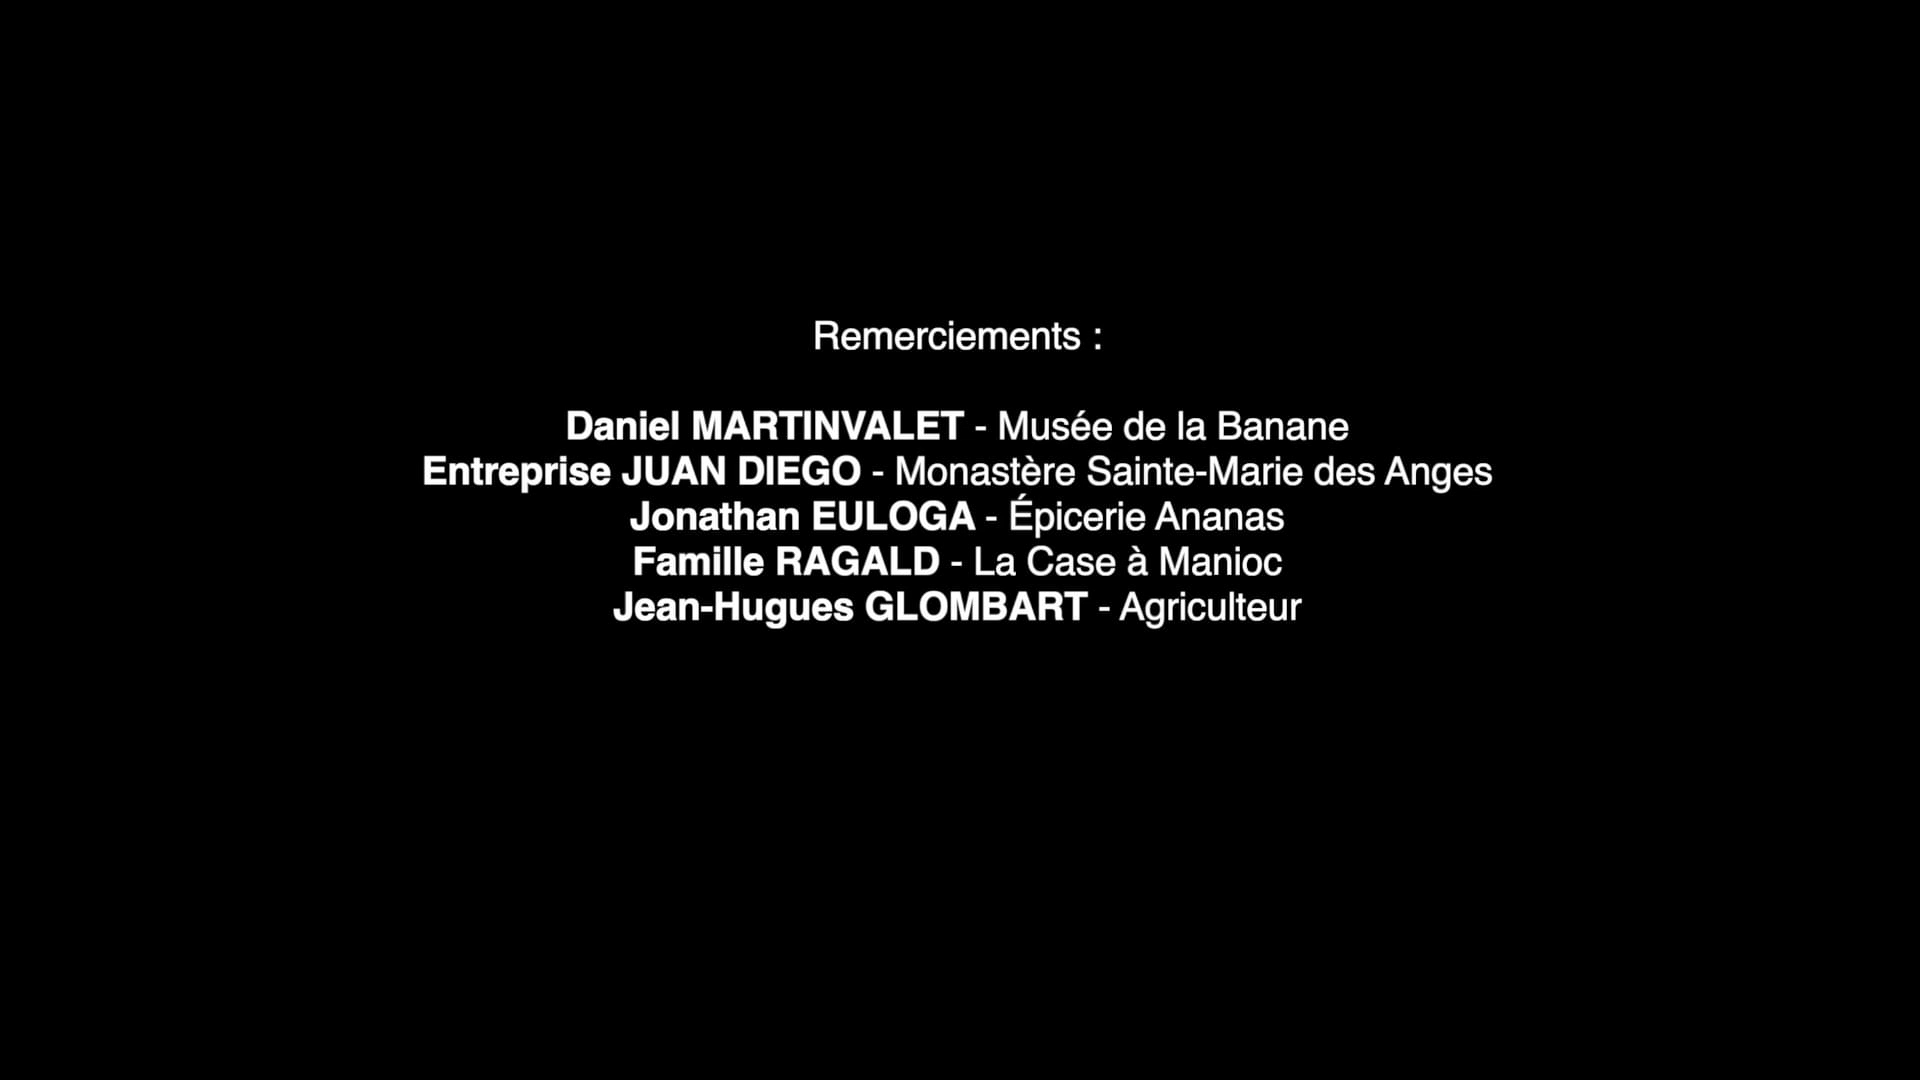 Remerciements :
Daniel MARTINVALET - Musée de la Banane
Entreprise JUAN DIEGO - Monastère Sainte-Marie des Anges
Jonathan EULOGA - Épicerie Ananas
Famille RAGALD - La Case à Manioc
Jean-Hugues GLOMBART - Agriculteur